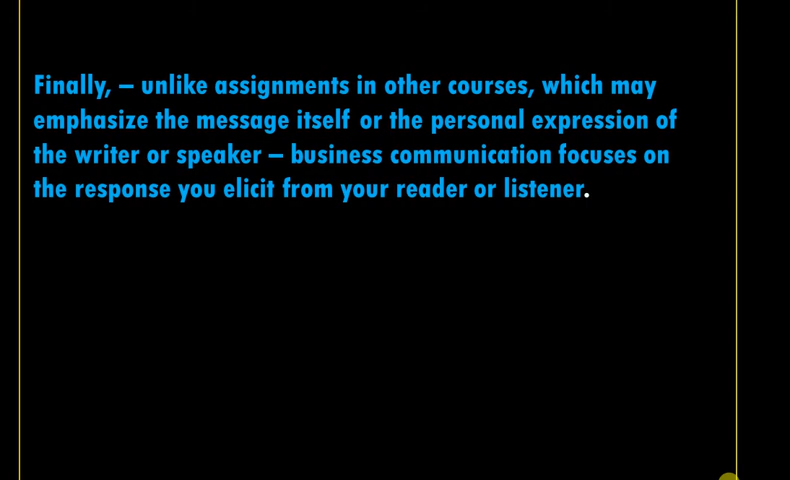 Finally, – unlike assignments in other courses, which may
emphasize the message itself or the personal expression of
the writer or speaker – business communication focuses on
the response you elicit from your reader or listener.